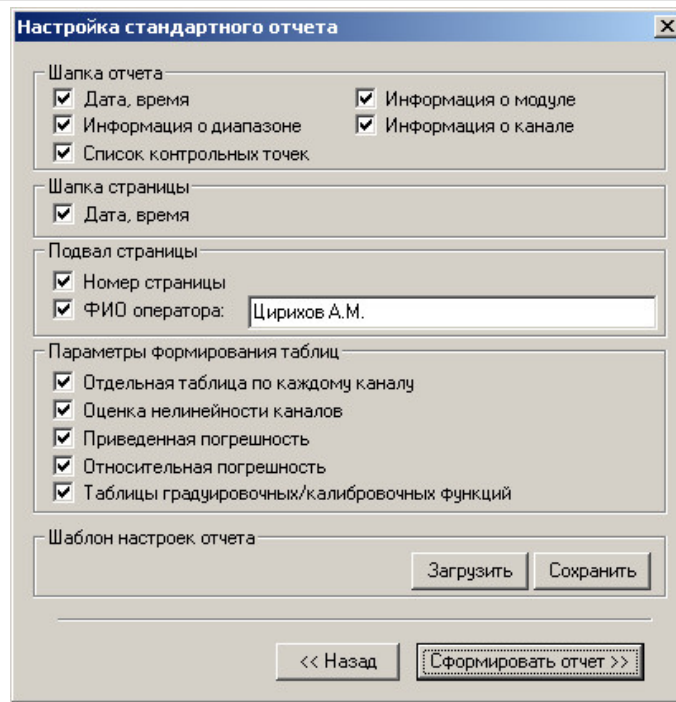 Настройка стандартного отчета
Шапка отчета
Дата, время
Информация о модуле
Информация о диапазоне
Информация о канале
Список контрольных точек
Шапка страницы
Дата, время
Подвал страницы
Номер страницы
ФИО оператора: Цирихов А.М.
Параметры формирования таблиц
Отдельная таблица по каждому каналу
Оценка нелинейности каналов
Приведенная погрешность
Относительная погрешность
Таблицы градуировочных/калибровочных функций
Шаблон настроек отчета
Загрузить
Сохранить
<< Назад
Сформировать отчет >>